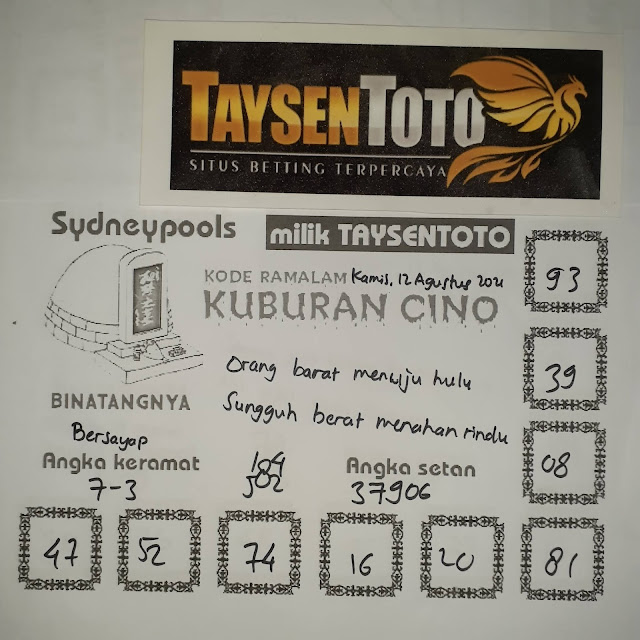 TAYSENTOTO
SITUS BETTING TERPERCAYA
Sydneypools
milik TAYSENTOTO
KODE RAMALAM Kamis, 12 Agustus 2021
KUBURAN CINO
93
Orang barat menuju hulu
39
BINATANGNYA
Sungguh berat menahan rindu
Bersayap
Angka keramat
Angka setan
08
7-3
502
37906
47
52
74
16
20
81